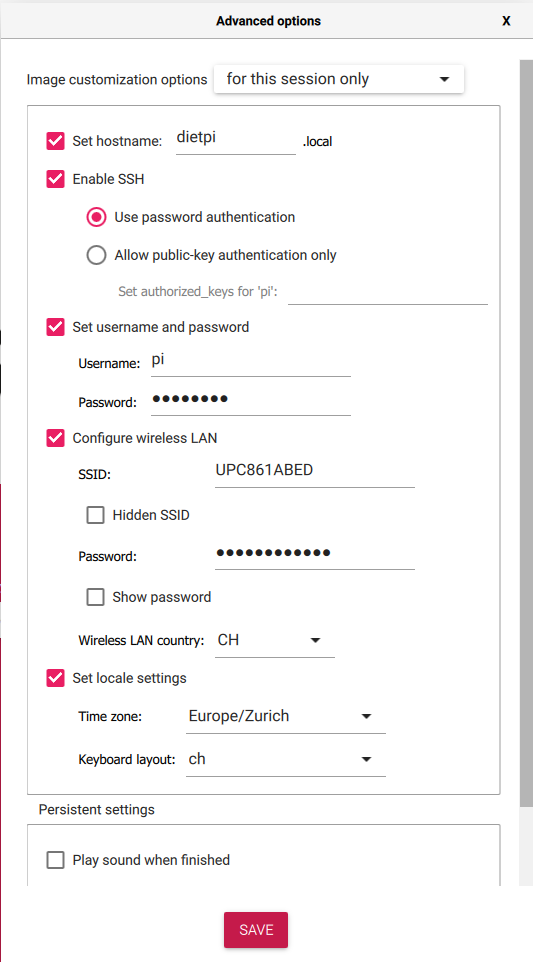 Advanced options X
Image customization options for this session only
Set hostname: dietpi .local
Enable SSH
Use password authentication
Allow public-key authentication only
Set authorized_keys for 'pi':
Set username and password
Username: pi
Password: ••••••••
Configure wireless LAN
SSID: UPC861ABED
Hidden SSID
Password: ••••••••••••
Show password
Wireless LAN country: CH
Set locale settings
Time zone: Europe/Zurich
Keyboard layout: ch
Persistent settings
Play sound when finished
SAVE